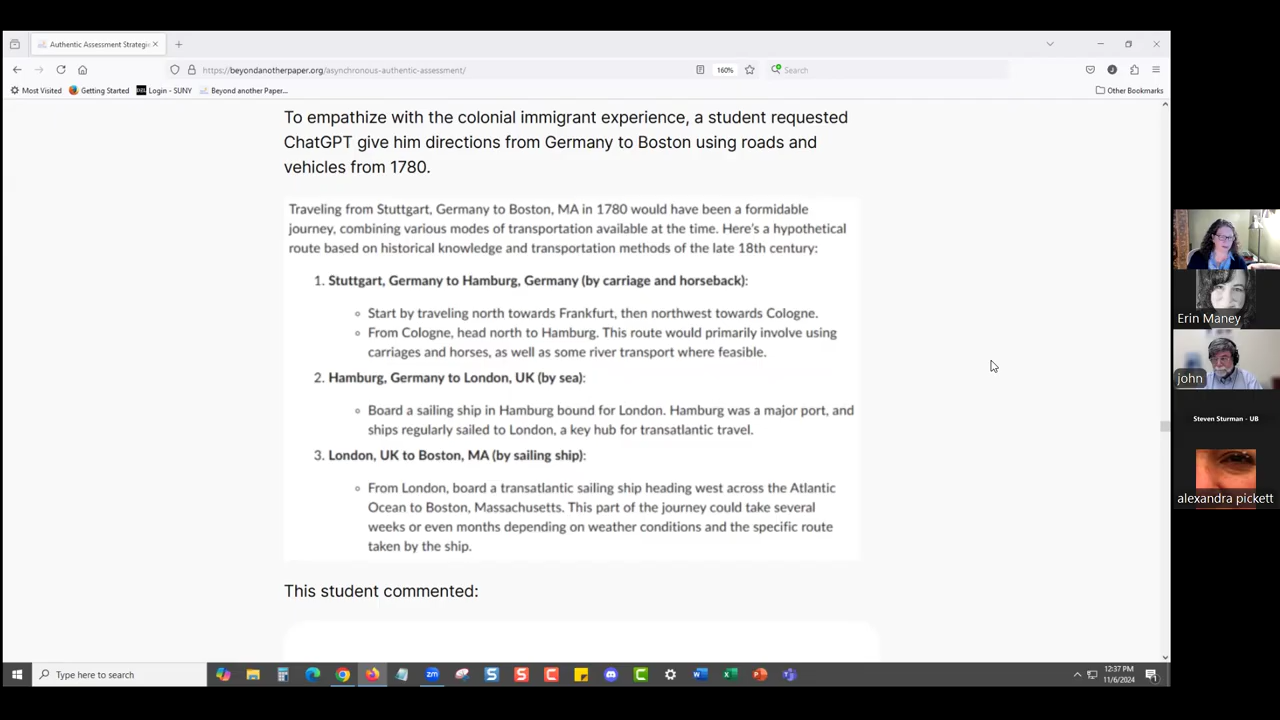 Authentic Assessment Strategi
https://beyondanotherpaper.org/asynchronous-authentic-assessment/
160%
Search
Most Visited
Getting Started
Login - SUNY
Beyond another Paper...
Other Bookmarks
To empathize with the colonial immigrant experience, a student requested
ChatGPT give him directions from Germany to Boston using roads and
vehicles from 1780.
Traveling from Stuttgart, Germany to Boston, MA in 1780 would have been a formidable
journey, combining various modes of transportation available at the time. Here's a hypothetical
route based on historical knowledge and transportation methods of the late 18th century:
1. Stuttgart, Germany to Hamburg, Germany (by carriage and horseback):
Start by traveling north towards Frankfurt, then northwest towards Cologne.
From Cologne, head north to Hamburg. This route would primarily involve using
carriages and horses, as well as some river transport where feasible.
2. Hamburg, Germany to London, UK (by sea):
Board a sailing ship in Hamburg bound for London. Hamburg was a major port, and
ships regularly sailed to London, a key hub for transatlantic travel.
3. London, UK to Boston, MA (by sailing ship):
From London, board a transatlantic sailing ship heading west across the Atlantic
Ocean to Boston, Massachusetts. This part of the journey could take several
weeks or even months depending on weather conditions and the specific route
taken by the ship.
This student commented:
Erin Maney
john
Steven Sturman - UB
alexandra pickett
Type here to search
12:37 PM
11/6/2024